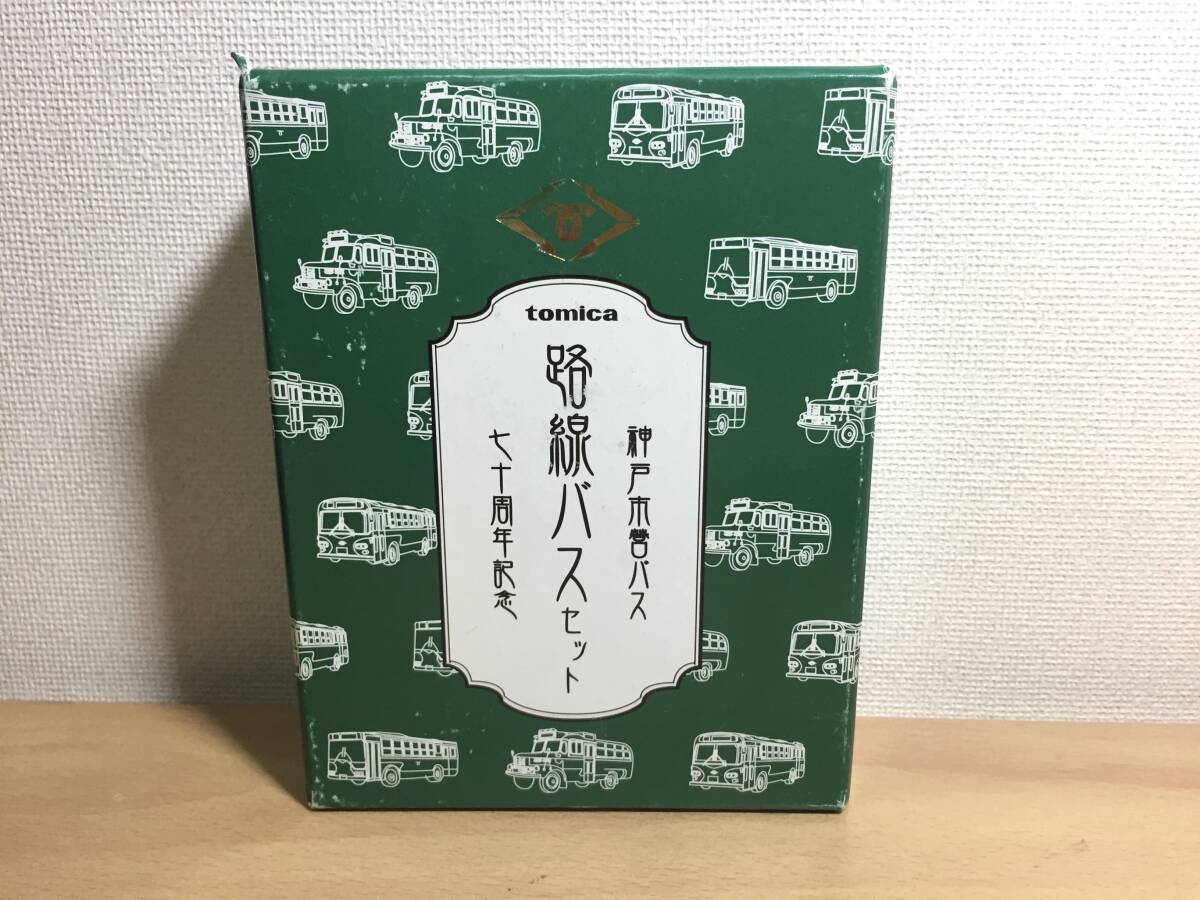 tomica
神戸市営バス
路線バスセット
七十周年記念